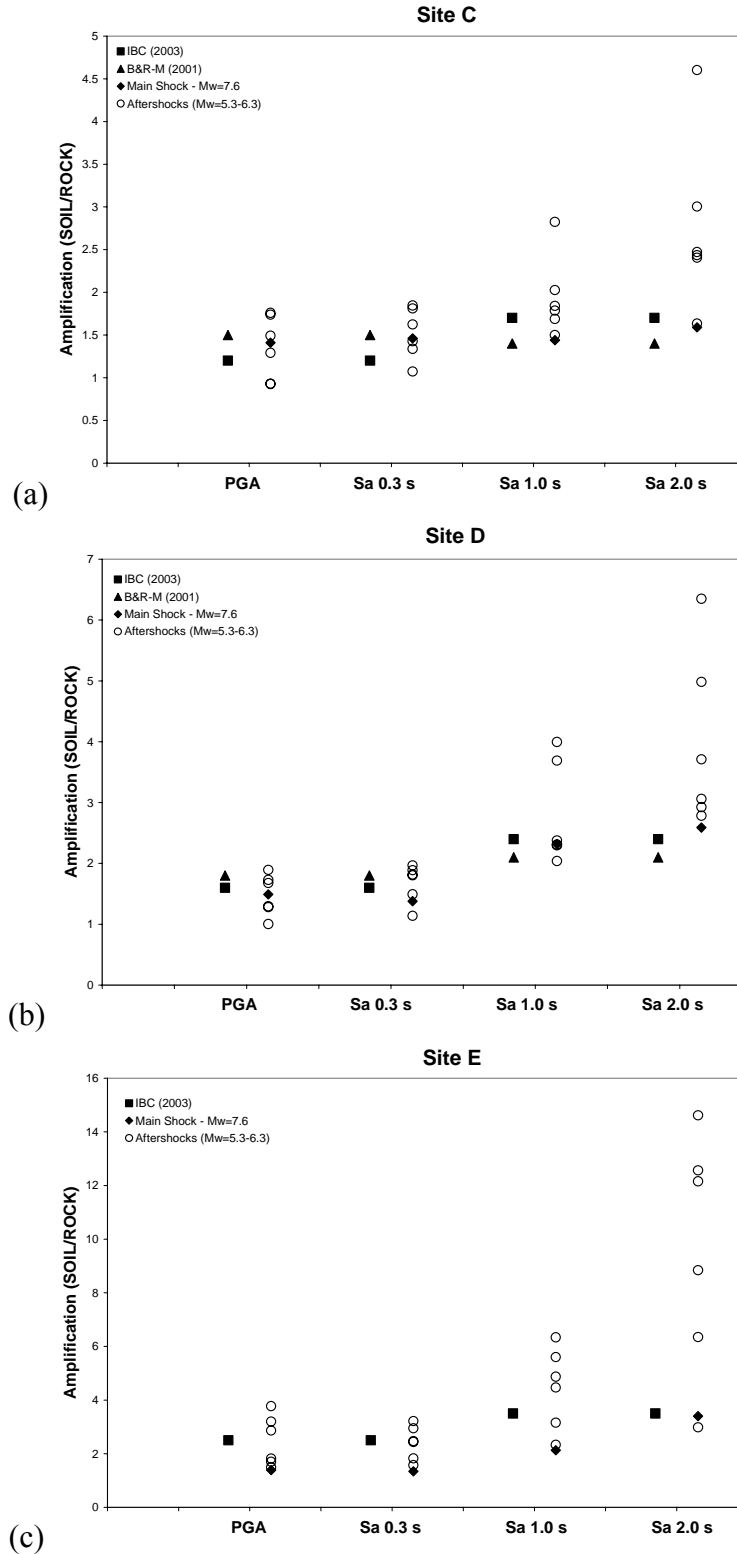 Site C
5
4.5
4
3.5
3
2.5
2
1.5
1
0.5
0
Amplification (SOIL/ROCK)
IBC (2003)
B&R-M (2001)
Main Shock - Mw=7.6
Aftershocks (Mw=5.3-6.3)
PGA Sa 0.3 s Sa 1.0 s Sa 2.0 s
(a)
Site D
7
6
5
4
3
2
1
0
Amplification (SOIL/ROCK)
IBC (2003)
B&R-M (2001)
Main Shock - Mw=7.6
Aftershocks (Mw=5.3-6.3)
PGA Sa 0.3 s Sa 1.0 s Sa 2.0 s
(b)
Site E
16
14
12
10
8
6
4
2
0
Amplification (SOIL/ROCK)
IBC (2003)
Main Shock - Mw=7.6
Aftershocks (Mw=5.3-6.3)
PGA Sa 0.3 s Sa 1.0 s Sa 2.0 s
(c)